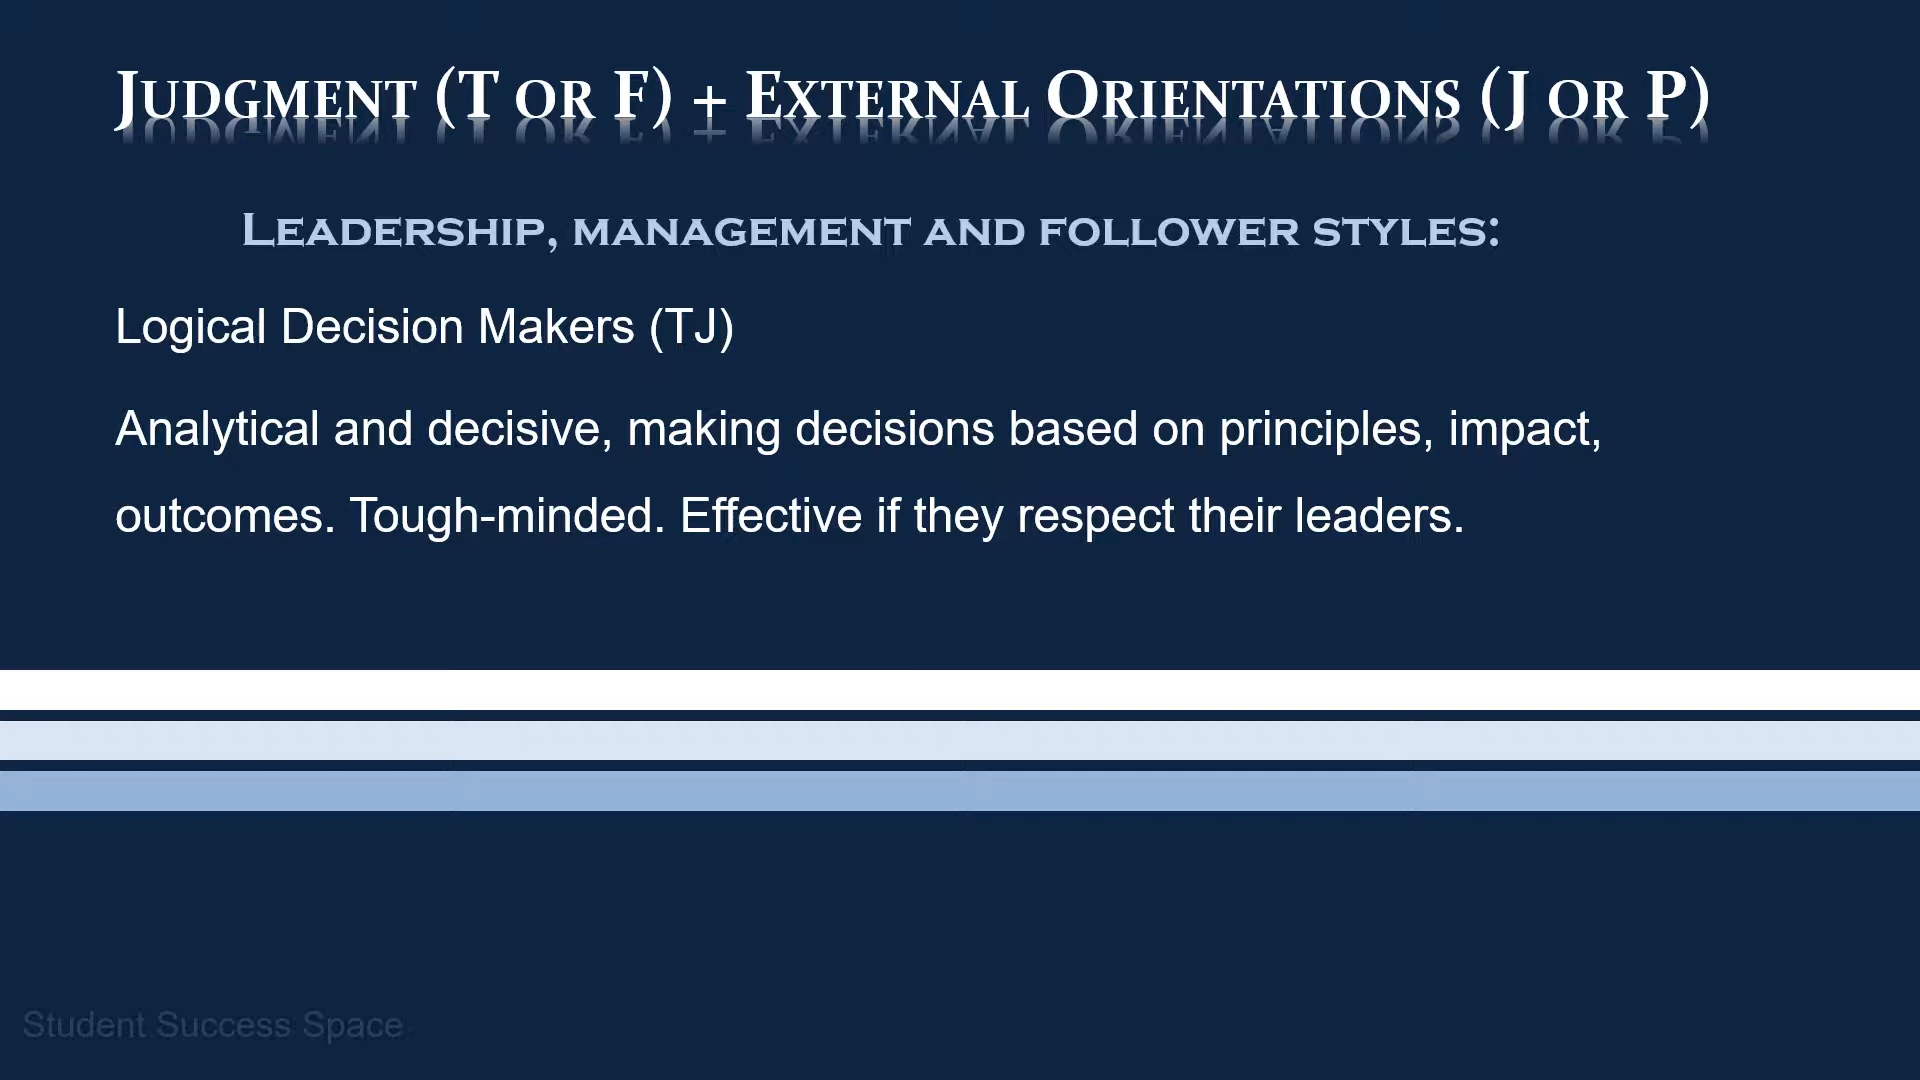 Judgment (T or F) + External Orientations (J or P)
Leadership, management and follower styles:
Logical Decision Makers (TJ)
Analytical and decisive, making decisions based on principles, impact,
outcomes. Tough-minded. Effective if they respect their leaders.
Student Success Space